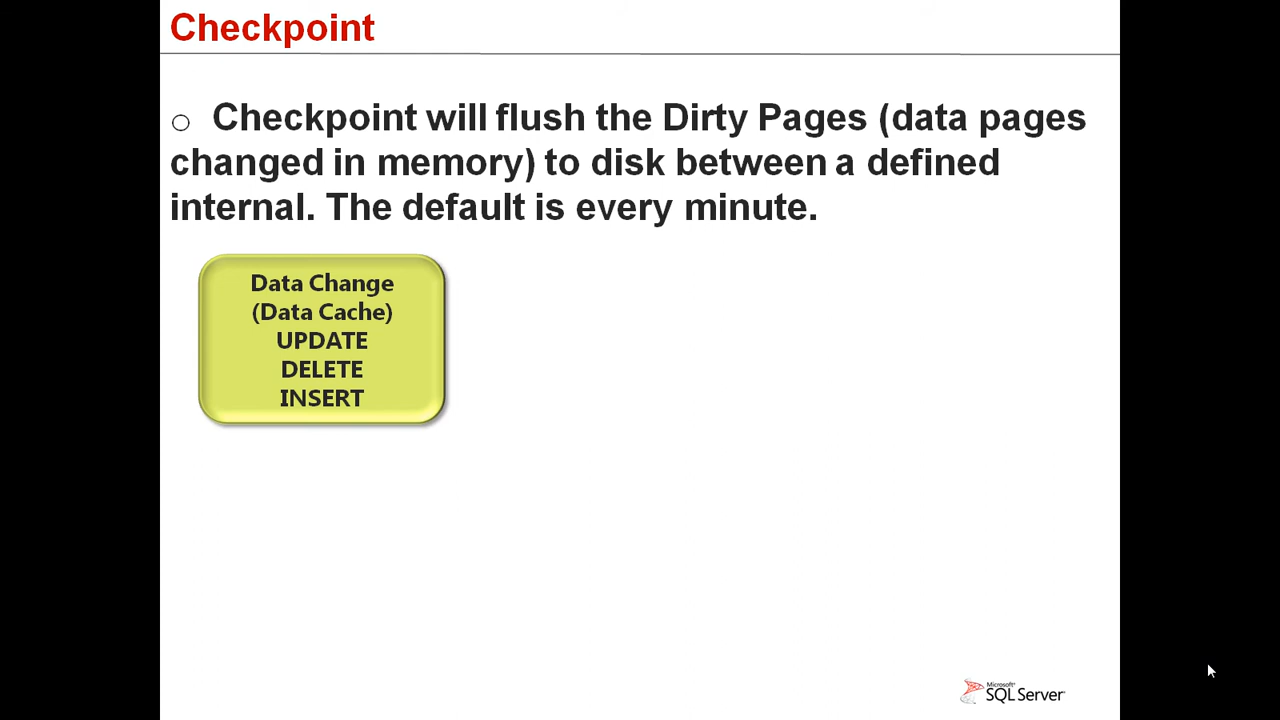 Checkpoint
o Checkpoint will flush the Dirty Pages (data pages
changed in memory) to disk between a defined
internal. The default is every minute.
Data Change
(Data Cache)
UPDATE
DELETE
INSERT
Microsoft
SQL Server